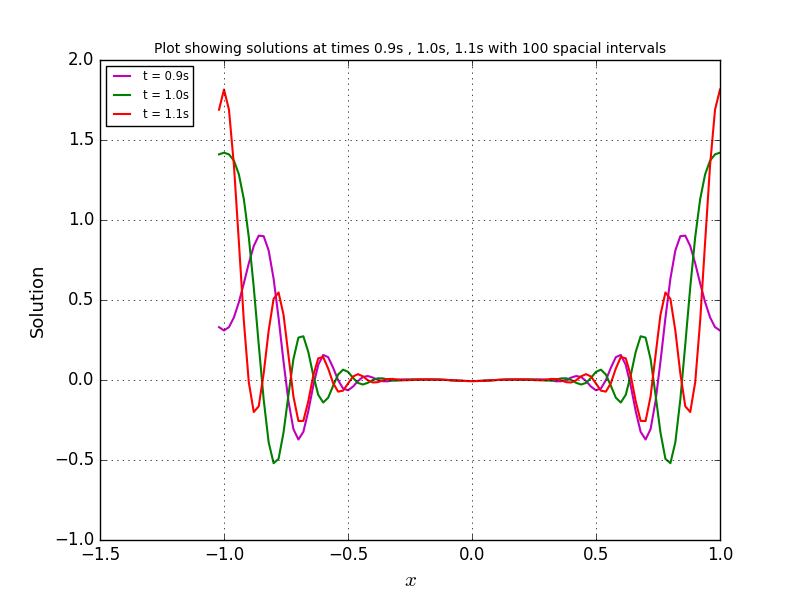 Plot showing solutions at times 0.9s , 1.0s, 1.1s with 100 spacial intervals
2.0
t = 0.9s
t = 1.0s
t = 1.1s
1.5
1.0
0.5
0.0
−0.5
−1.0
Solution
−1.5 −1.0 −0.5 0.0 0.5 1.0
x